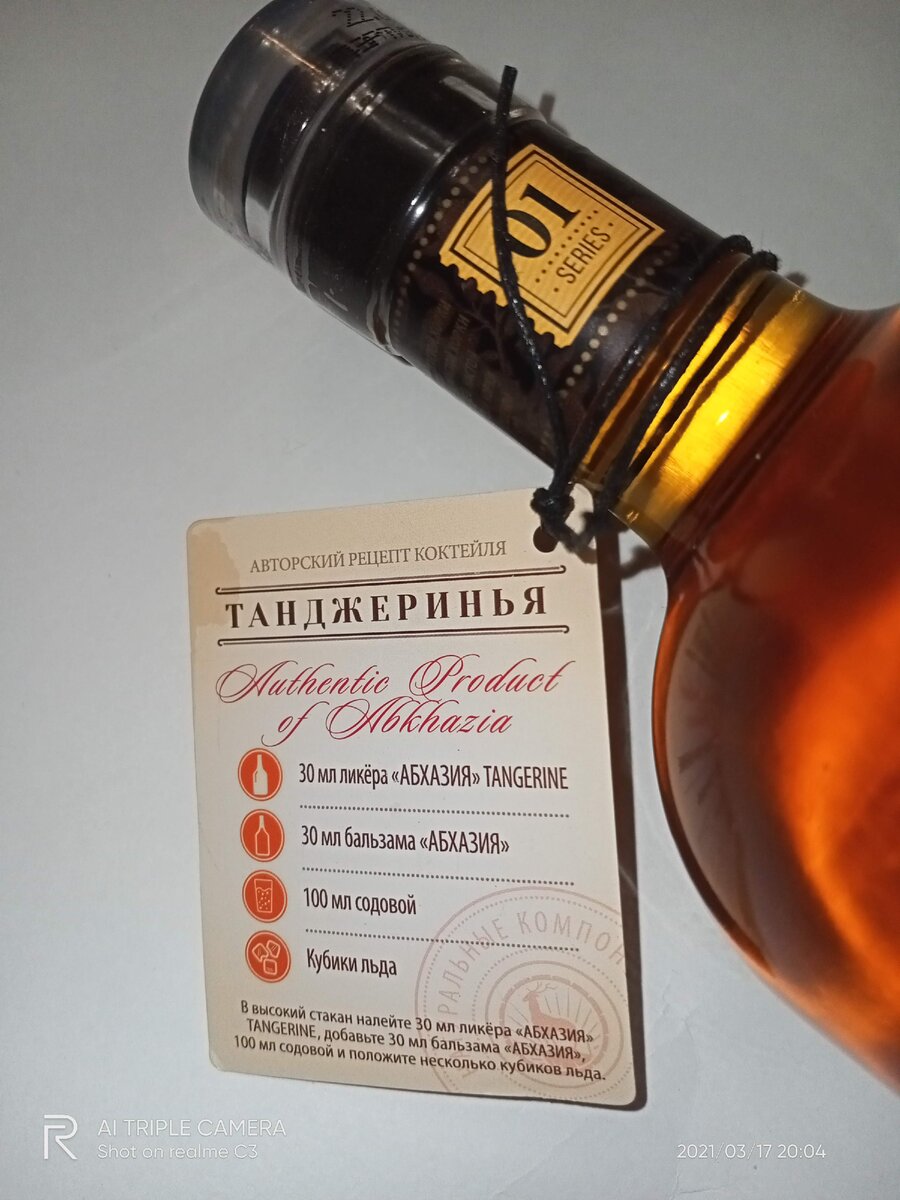 01
SERIES
АВТОРСКИЙ РЕЦЕПТ КОКТЕЙЛЯ
ТАНДЖЕРИНЬЯ
Authentic Product
of Abkhazia
30 мл ликёра «АБХАЗИЯ» TANGERINE
30 мл бальзама «АБХАЗИЯ»
100 мл содовой
Кубики льда
В высокий стакан налейте 30 мл ликёра «АБХАЗИЯ»
TANGERINE, добавьте 30 мл бальзама «АБХАЗИЯ»,
100 мл содовой и положите несколько кубиков льда.
РАЛЬНЫЕ КОМПОН
AI TRIPLE CAMERA
Shot on realme C3
2021/03/17 20:04